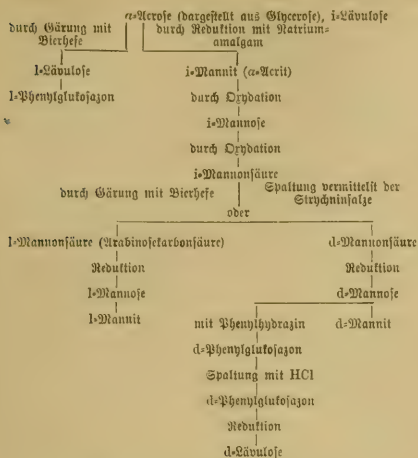 α-Acrose (dargestellt aus Glycerose), i-Lävulose
durch Gärung mit Bierhefe
durch Reduktion mit Natrium-
amalgam
l-Lävulose
l-Phenylglukosazon
i-Mannit (α-Acrit)
durch Oxydation
i-Mannose
durch Oxydation
i-Mannonsäure
durch Gärung mit Bierhefe
Spaltung vermittelst der
Strychninsalze
oder
l-Mannonsäure (Arabinosekarbonsäure)
d-Mannonsäure
Reduktion
Reduktion
l-Mannose
d-Mannose
l-Mannit
mit Phenylhydrazin
d-Mannit
d-Phenylglukosazon
Spaltung mit HCl
d-Phenylglukosazon
Reduktion
d-Lävulose